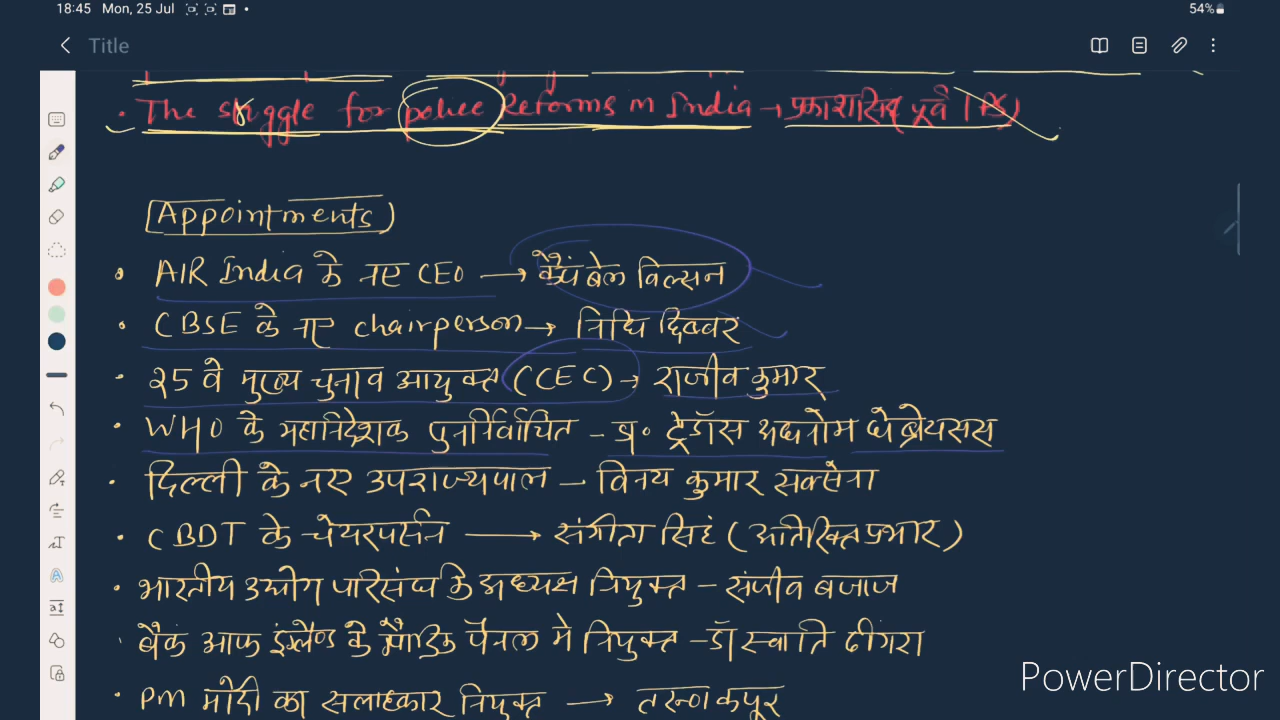 18:45 Mon, 25 Jul
54%
Title
• The struggle for police Reforms in India → प्रकाशसिंह पूर्व IPS
[Appointments]
• AIR India के नए CEO → कैंपबेल विल्सन
• CBSE के नए chairperson → निधि छिब्बर
• 25 वे मुख्य चुनाव आयुक्त (CEC) → राजीव कुमार
• WHO के महानिदेशक पुनर्निर्वाचित - डा॰ ट्रेडॉस अधनोम घेब्रेयसस
• दिल्ली के नए उपराज्यपाल - विनय कुमार सक्सेना
• CBDT के चेयरपर्सन → संगीता सिहं (अतिरिक्त प्रभार)
• भारतीय उद्योग परिसंघ के अध्यक्ष नियुक्त - संजीव बजाज
• बैंक आफ इंग्लैण्ड के मौद्रिक पैनल मे नियुक्त - डॉ स्वाति ढींगरा
• PM मोदी का सलाहकार नियुक्त → तरुण कपूर
PowerDirector